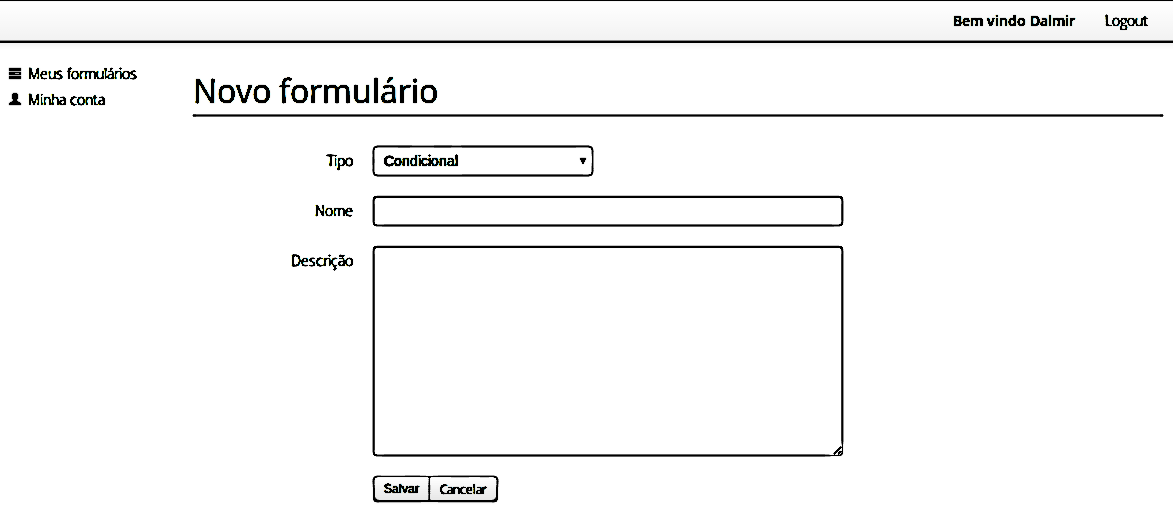 Bem vindo Dalmir Logout
Meus formulários
Minha conta
Novo formulário
Tipo Condicional
Nome
Descrição
Salvar Cancelar